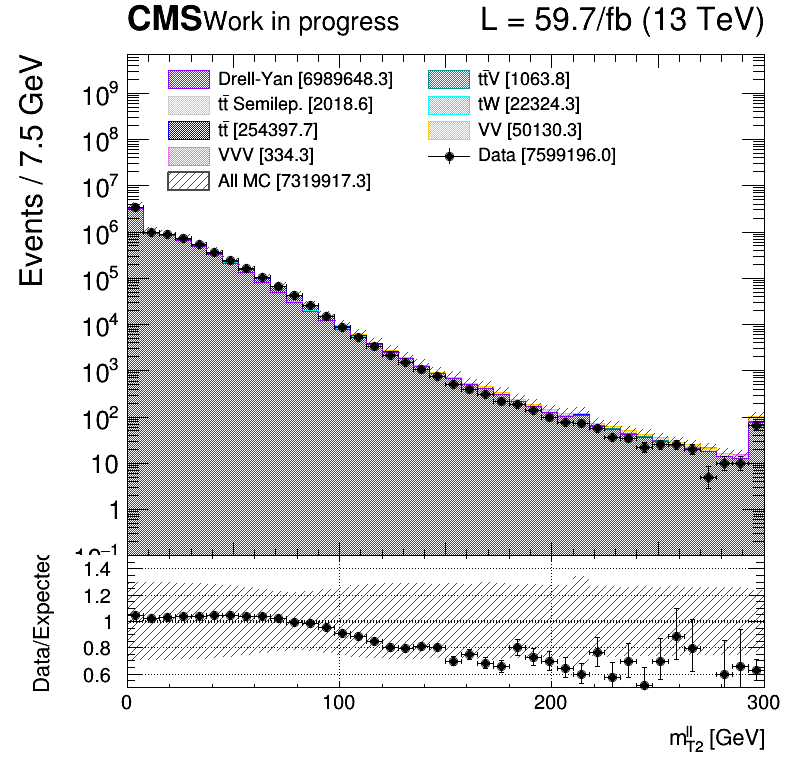 CMS Work in progress L = 59.7/fb (13 TeV)
Events / 7.5 GeV
Drell-Yan [6989648.3]
tt̄ Semilep. [2018.6]
tt̄ [254397.7]
VVV [334.3]
All MC [7319917.3]
tt̄V [1063.8]
tW [22324.3]
VV [50130.3]
Data [7599196.0]
10⁹
10⁸
10⁷
10⁶
10⁵
10⁴
10³
10²
10
1
10⁻¹
Data/Expected
1.4
1.2
1
0.8
0.6
0 100 200 300
m_T2^ll [GeV]